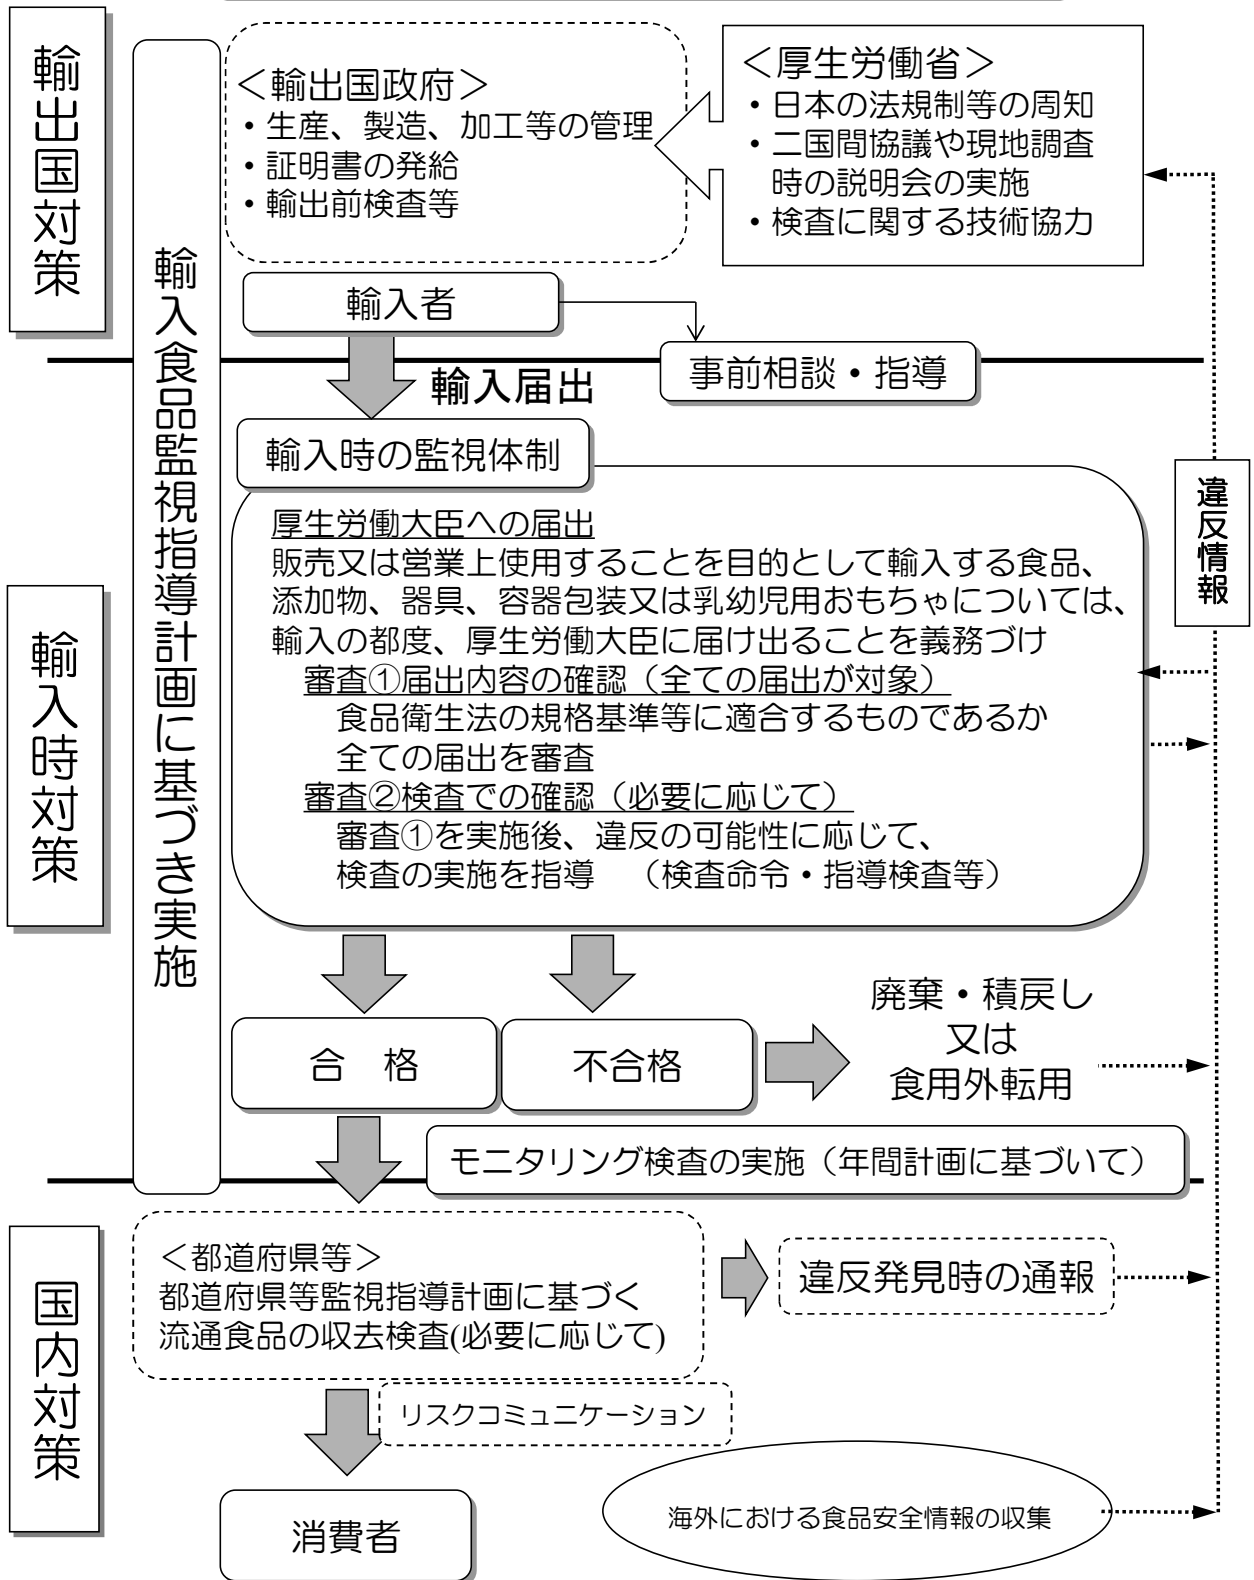 輸出国対策
輸入食品監視指導計画に基づき実施
＜輸出国政府＞
・生産、製造、加工等の管理
・証明書の発給
・輸出前検査等
＜厚生労働省＞
・日本の法規制等の周知
・二国間協議や現地調査
時の説明会の実施
・検査に関する技術協力
輸入者
事前相談・指導
輸入届出
輸入時対策
輸入時の監視体制
厚生労働大臣への届出
販売又は営業上使用することを目的として輸入する食品、
添加物、器具、容器包装又は乳幼児用おもちゃについては、
輸入の都度、厚生労働大臣に届け出ることを義務づけ
審査①届出内容の確認（全ての届出が対象）
食品衛生法の規格基準等に適合するものであるか
全ての届出を審査
審査②検査での確認（必要に応じて）
審査①を実施後、違反の可能性に応じて、
検査の実施を指導　（検査命令・指導検査等）
違反情報
合　格
不合格
廃棄・積戻し
又は
食用外転用
モニタリング検査の実施（年間計画に基づいて）
国内対策
＜都道府県等＞
都道府県等監視指導計画に基づく
流通食品の収去検査(必要に応じて)
違反発見時の通報
リスクコミュニケーション
消費者
海外における食品安全情報の収集